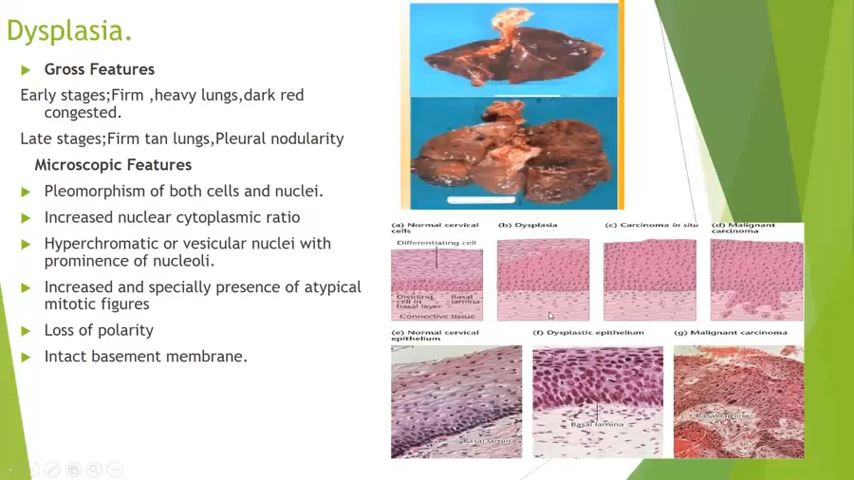 Dysplasia.
Gross Features
Early stages;Firm ,heavy lungs,dark red
congested.
Late stages;Firm tan lungs,Pleural nodularity
Microscopic Features
Pleomorphism of both cells and nuclei.
Increased nuclear cytoplasmic ratio
Hyperchromatic or vesicular nuclei with
prominence of nucleoli.
Increased and specially presence of atypical
mitotic figures
Loss of polarity
Intact basement membrane.
(a) Normal cervical
cells
(b) Dysplasia
(c) Carcinoma in situ
(d) Malignant
carcinoma
Differentiating cell
Dividing
cell in
basal layer
Basal
lamina
Connective tissue
(e) Normal cervical
epithelium
(f) Dysplastic epithelium
(g) Malignant carcinoma
Basal lamina
Basal lamina
Basal lamina